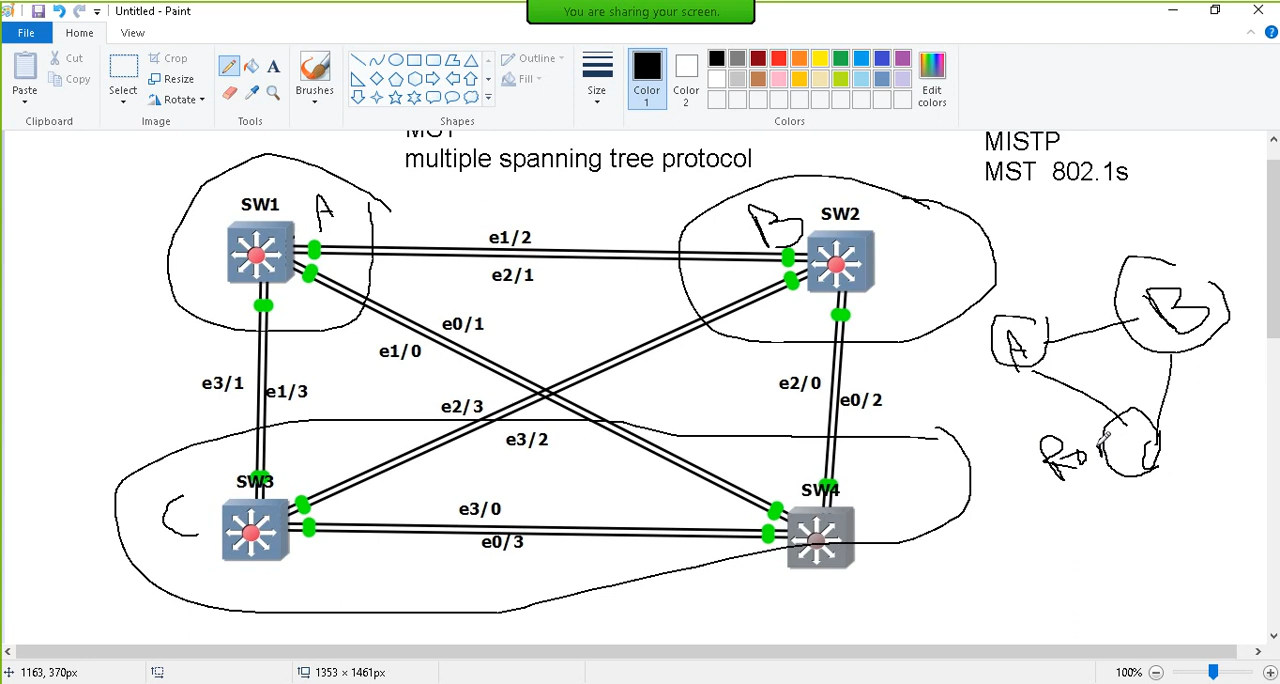 You are sharing your screen.
Untitled - Paint
File
Home
View
Paste
Cut
Copy
Clipboard
Select
Crop
Resize
Rotate
Image
A
Tools
Brushes
Shapes
Outline
Fill
Size
Color 1
Color 2
Edit colors
Colors
multiple spanning tree protocol
MISTP
MST 802.1s
SW1
A
B
SW2
e1/2
e2/1
e0/1
e1/0
e3/1
e1/3
e2/3
e3/2
e2/0
e0/2
A
B
SW3
SW4
C
e3/0
e0/3
1163, 370px
1353 × 1461px
100%